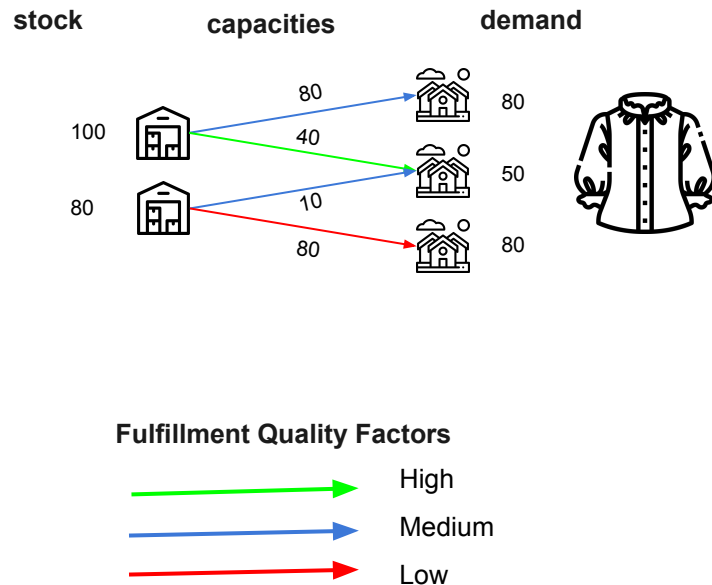 stock
capacities
demand
80
80
100
40
50
80
10
80
80
Fulfillment Quality Factors
High
Medium
Low